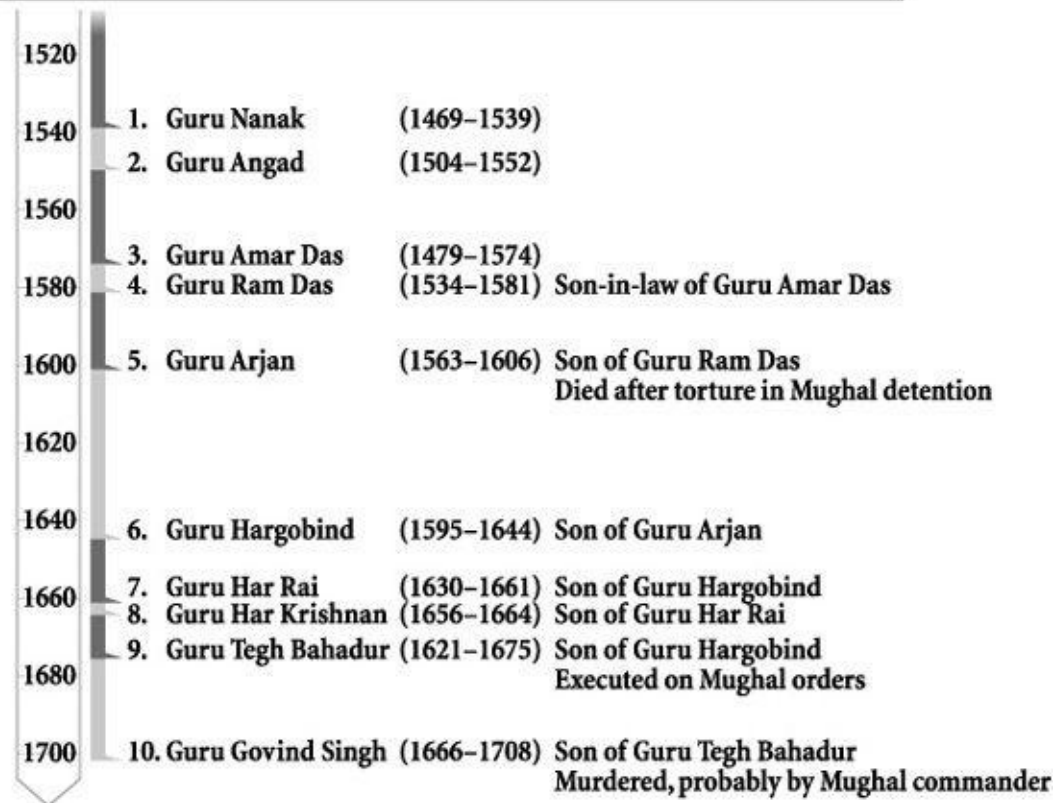 1520
1. Guru Nanak (1469–1539)
1540
2. Guru Angad (1504–1552)
1560
3. Guru Amar Das (1479–1574)
1580 4. Guru Ram Das (1534–1581) Son-in-law of Guru Amar Das
1600 5. Guru Arjan (1563–1606) Son of Guru Ram Das
Died after torture in Mughal detention
1620
1640 6. Guru Hargobind (1595–1644) Son of Guru Arjan
7. Guru Har Rai (1630–1661) Son of Guru Hargobind
1660
8. Guru Har Krishnan (1656–1664) Son of Guru Har Rai
9. Guru Tegh Bahadur (1621–1675) Son of Guru Hargobind
1680 Executed on Mughal orders
1700 10. Guru Govind Singh (1666–1708) Son of Guru Tegh Bahadur
Murdered, probably by Mughal commander